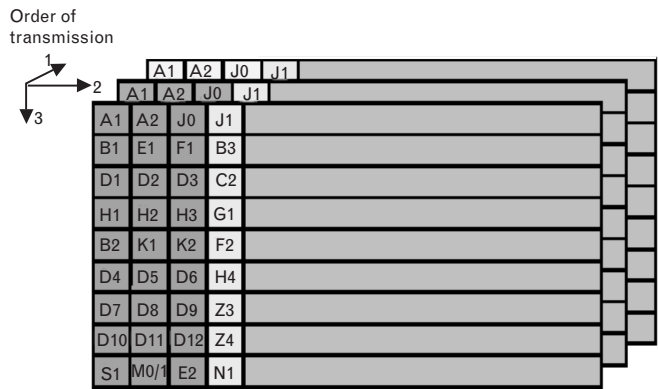 Order of
transmission
1
2
3
A1 A2 J0 J1
A1 A2 J0 J1
A1 A2 J0 J1
B1 E1 F1 B3
D1 D2 D3 C2
H1 H2 H3 G1
B2 K1 K2 F2
D4 D5 D6 H4
D7 D8 D9 Z3
D10 D11 D12 Z4
S1 M0/1 E2 N1